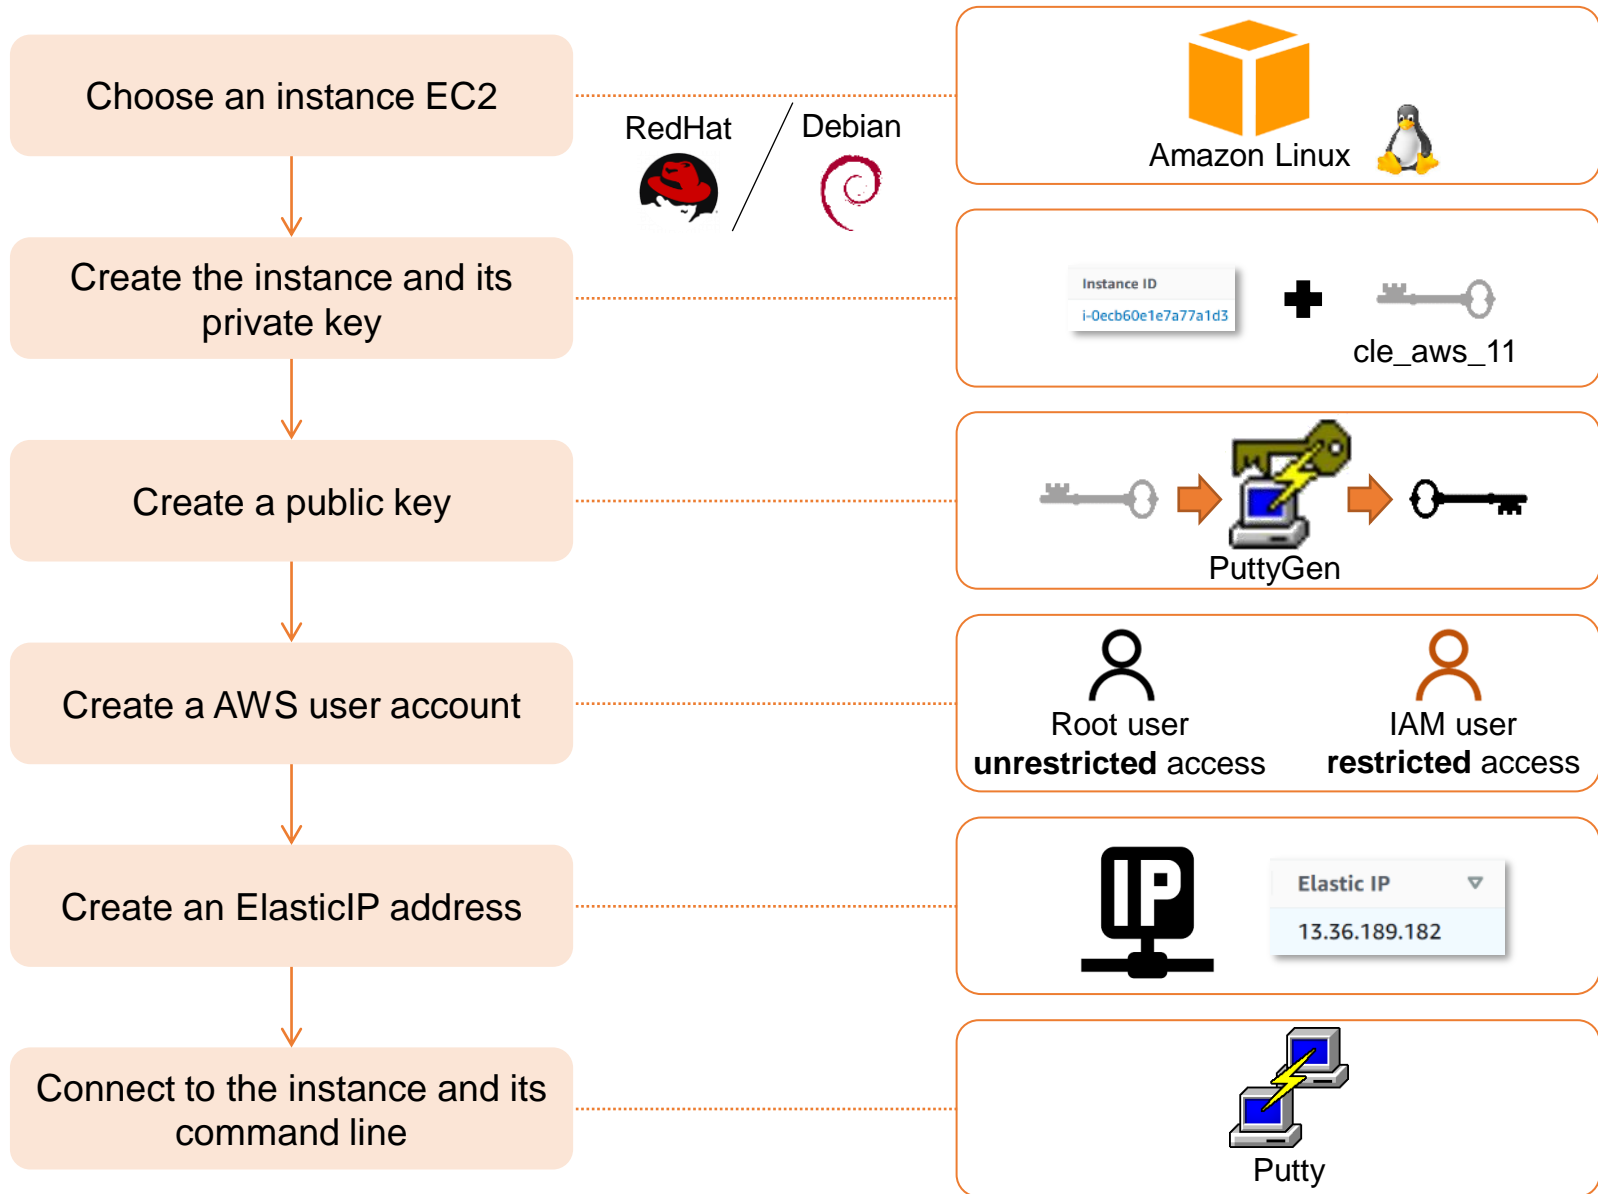 Choose an instance EC2
RedHat
Debian
Amazon Linux
Create the instance and its
private key
Instance ID
i-0ecb60e1e7a77a1d3
cle_aws_11
Create a public key
PuttyGen
Create a AWS user account
Root user
unrestricted access
IAM user
restricted access
Create an ElasticIP address
IP
Elastic IP
13.36.189.182
Connect to the instance and its
command line
Putty